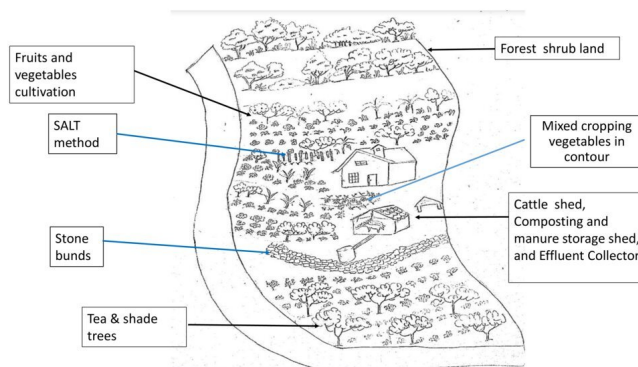 Forest shrub land
Fruits and
vegetables
cultivation
SALT
method
Mixed cropping
vegetables in
contour
Cattle shed,
Composting and
manure storage shed,
and Effluent Collector
Stone
bunds
Tea & shade
trees